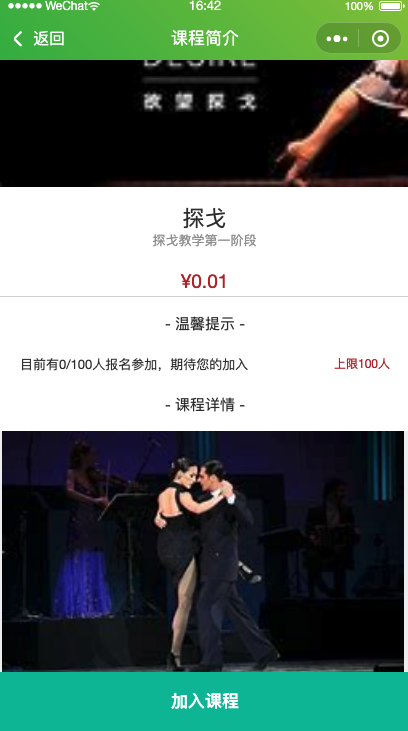 WeChat 16:42 100%
返回 课程简介
DESIRE
欲望探戈
探戈
探戈教学第一阶段
¥0.01
- 温馨提示 -
目前有0/100人报名参加，期待您的加入 上限100人
- 课程详情 -
加入课程